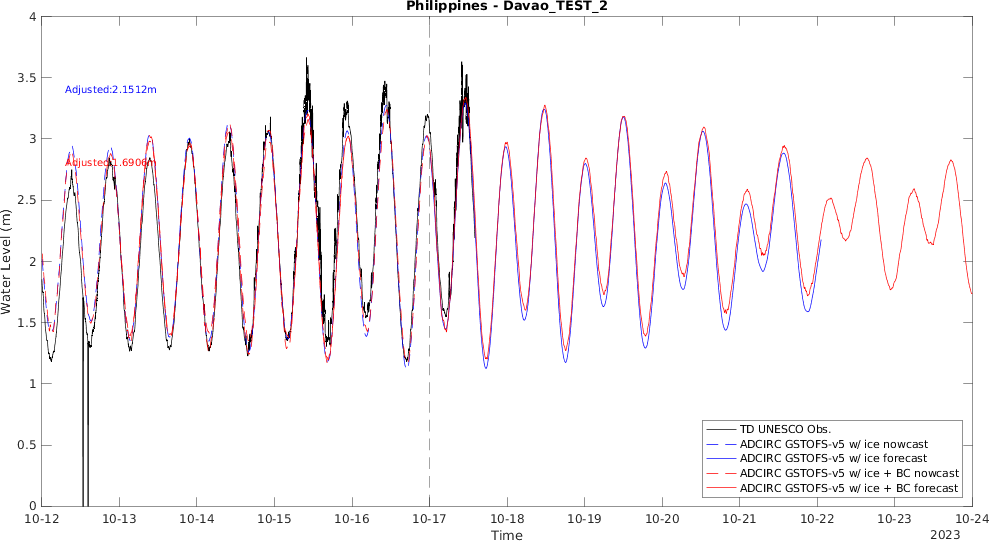 Philippines - Davao_TEST_2
Water Level (m)
4
3.5
3
2.5
2
1.5
1
0.5
0
Adjusted:2.1512m
Adjusted:1.6906m
TD UNESCO Obs.
ADCIRC GSTOFS-v5 w/ ice nowcast
ADCIRC GSTOFS-v5 w/ ice forecast
ADCIRC GSTOFS-v5 w/ ice + BC nowcast
ADCIRC GSTOFS-v5 w/ ice + BC forecast
10-12 10-13 10-14 10-15 10-16 10-17 10-18 10-19 10-20 10-21 10-22 10-23 10-24
Time
2023